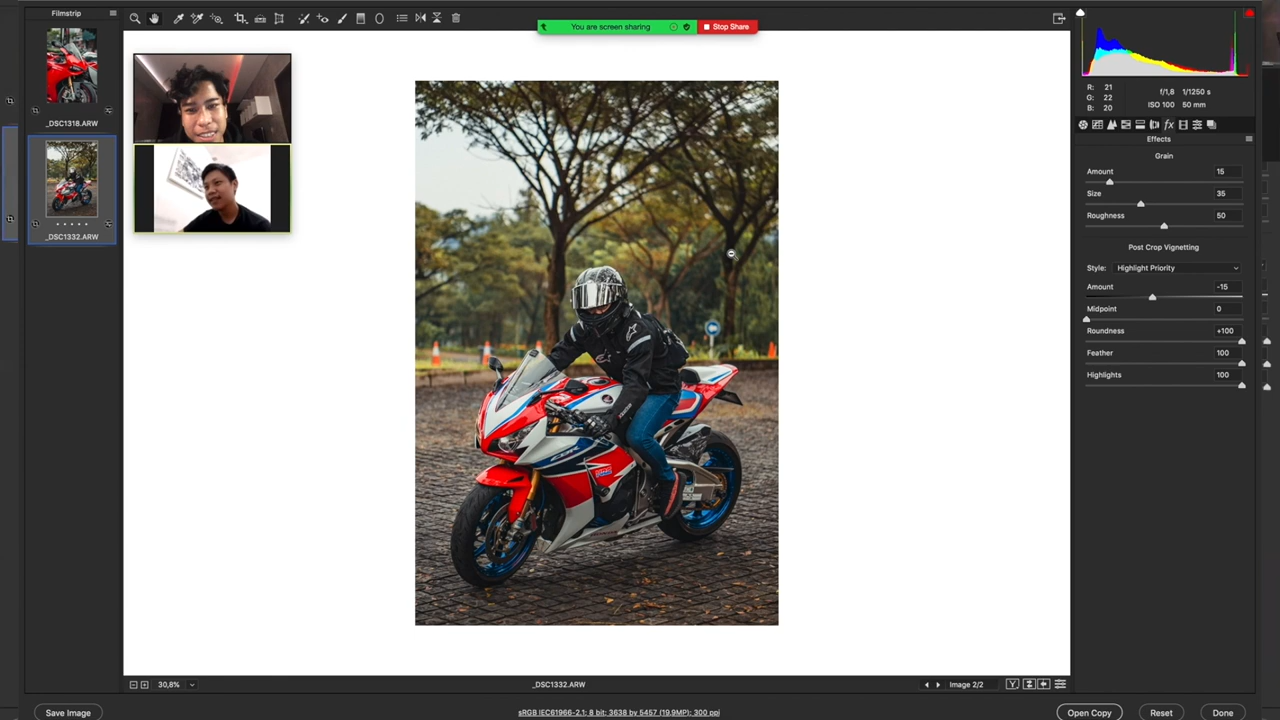 Filmstrip
_DSC1318.ARW
_DSC1332.ARW
You are screen sharing
Stop Share
R: 21
G: 22
B: 20
f/1,8 1/1250 s
ISO 100 50 mm
fx
Effects
Grain
Amount 15
Size 35
Roughness 50
Post Crop Vignetting
Style: Highlight Priority
Amount -15
Midpoint 0
Roundness +100
Feather 100
Highlights 100
CBR
30,8%
_DSC1332.ARW
Image 2/2
Y
Save Image
sRGB IEC61966-2.1; 8 bit; 3638 by 5457 (19.9MP); 300 ppi
Open Copy
Reset
Done